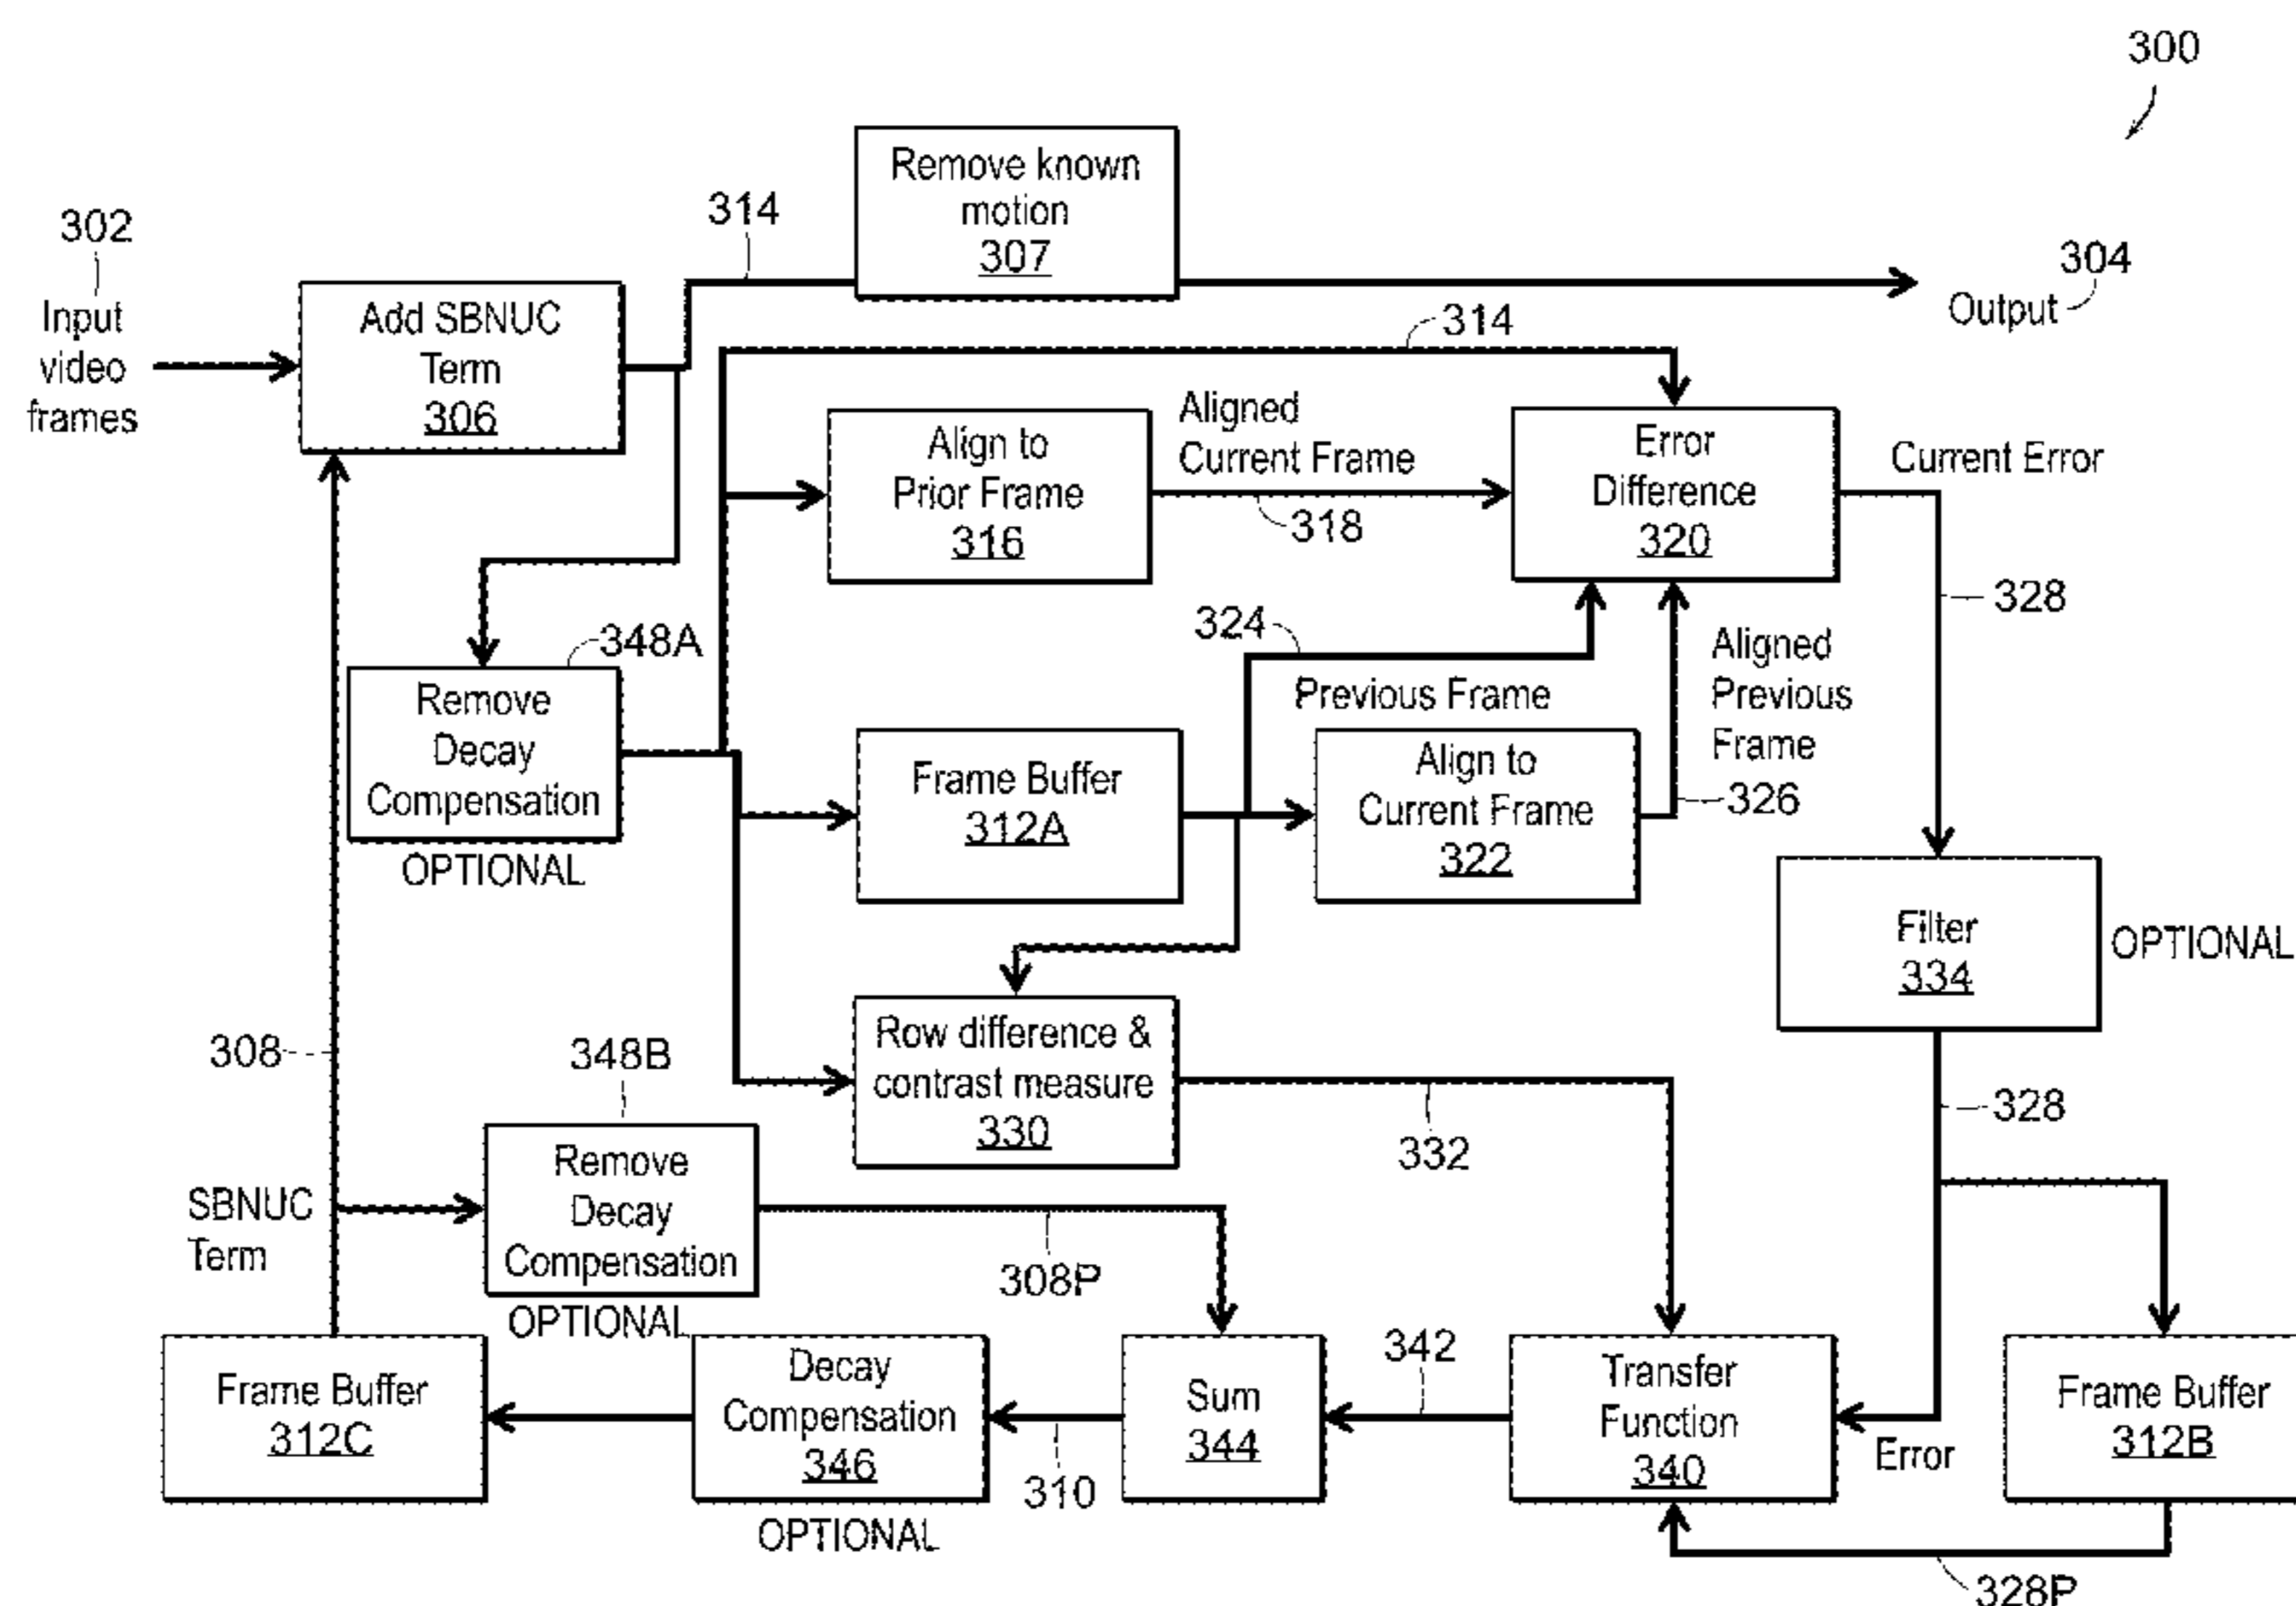 300
Remove known
motion
307
314
302
Input
video
frames
Add SBNUC
Term
306
304
Output
314
Align to
Prior Frame
316
Aligned
Current Frame
318
Error
Difference
320
Current Error
328
348A
Remove
Decay
Compensation
OPTIONAL
324
Previous Frame
Aligned
Previous
Frame
326
Frame Buffer
312A
Align to
Current Frame
322
Filter
334
OPTIONAL
328
Row difference &
contrast measure
330
332
308
348B
SBNUC
Term
Remove
Decay
Compensation
OPTIONAL
308P
Frame Buffer
312C
Decay
Compensation
346
OPTIONAL
310
Sum
344
342
Transfer
Function
340
Error
Frame Buffer
312B
328P